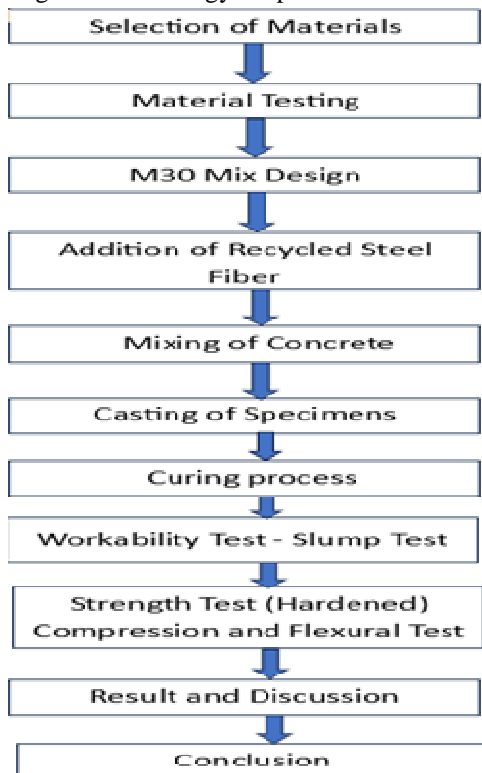 Selection of Materials
Material Testing
M30 Mix Design
Addition of Recycled Steel
Fiber
Mixing of Concrete
Casting of Specimens
Curing process
Workability Test - Slump Test
Strength Test (Hardened)
Compression and Flexural Test
Result and Discussion
Conclusion